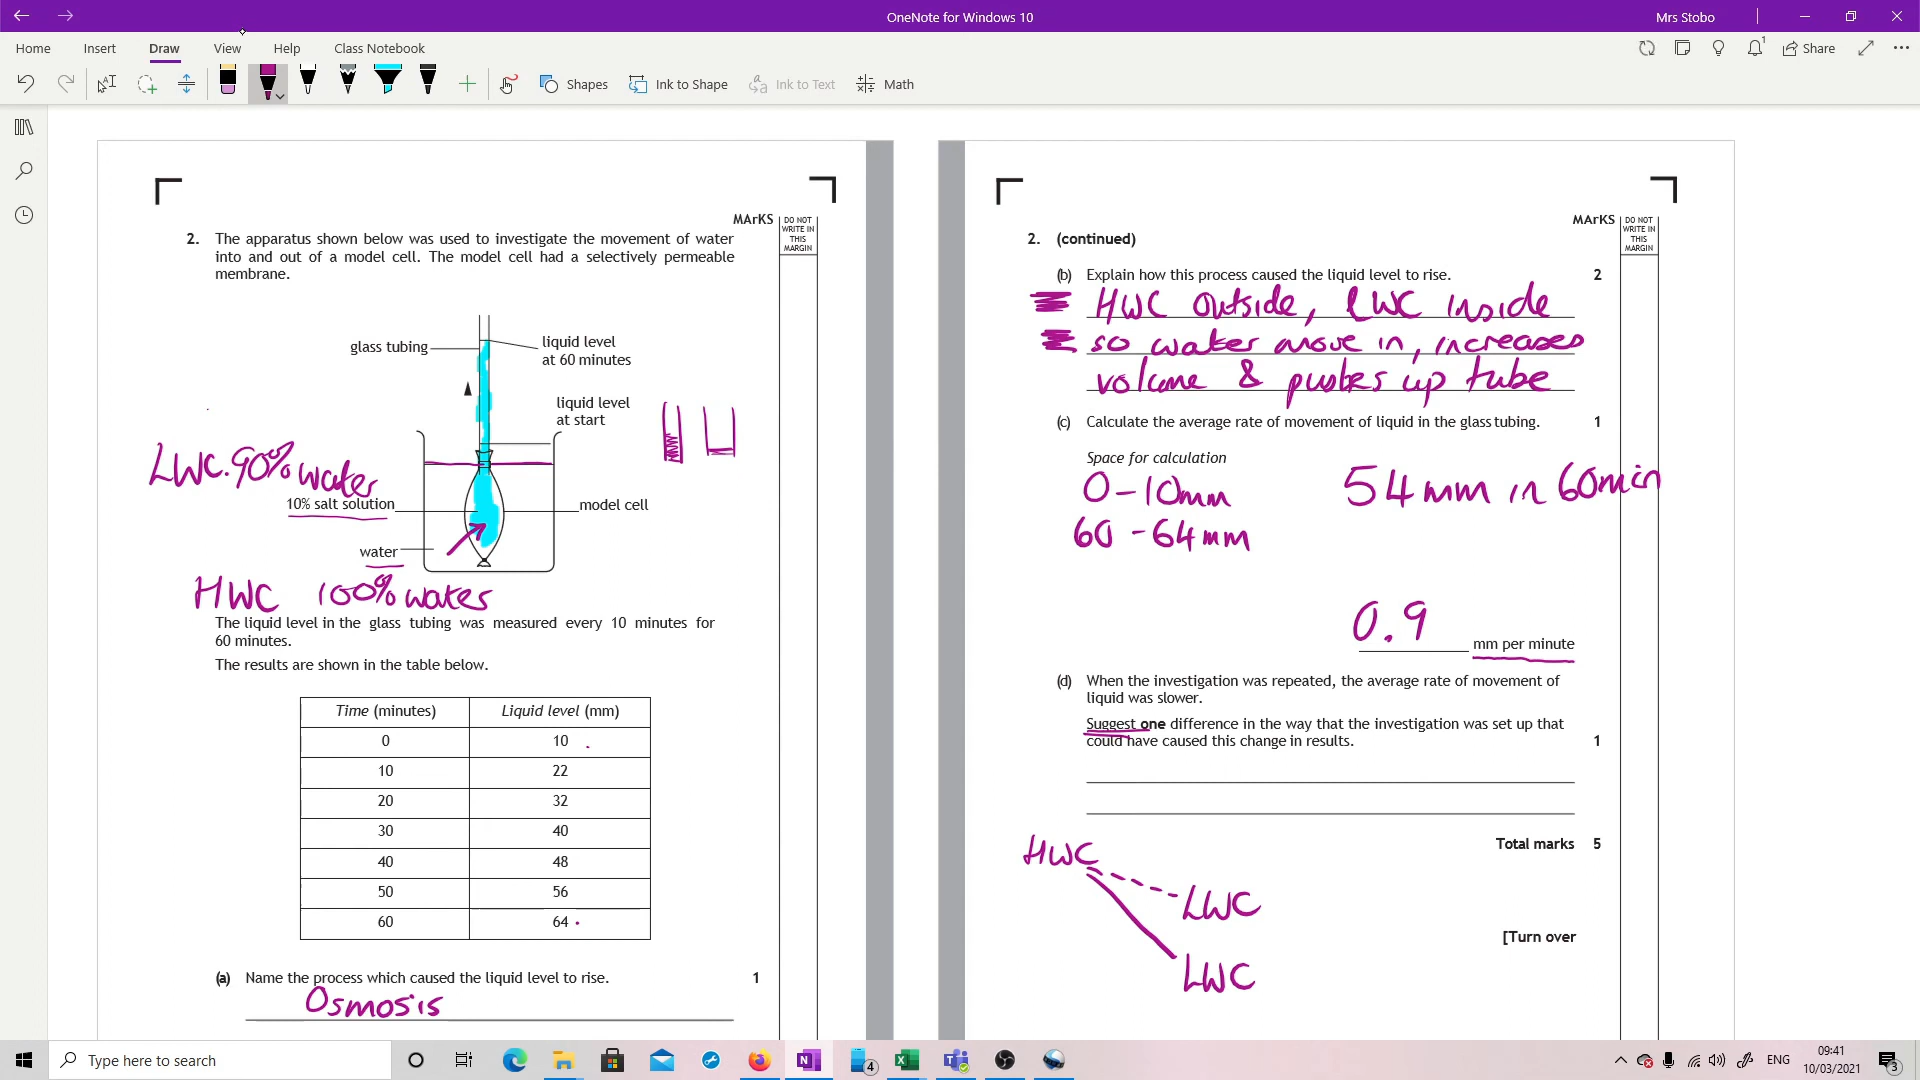 OneNote for Windows 10
Mrs Stobo
Home Insert Draw View Help Class Notebook
1
Share
Shapes
Ink to Shape
Ink to Text
Math
MArKS
DO NOT
WRITE IN
THIS
MARGIN
2. The apparatus shown below was used to investigate the movement of water
into and out of a model cell. The model cell had a selectively permeable
membrane.
glass tubing
liquid level
at 60 minutes
liquid level
at start
LWC. 90% water
10% salt solution
model cell
water
HWC 100% water
The liquid level in the glass tubing was measured every 10 minutes for
60 minutes.
The results are shown in the table below.
Time (minutes) Liquid level (mm)
0 10
10 22
20 32
30 40
40 48
50 56
60 64
(a) Name the process which caused the liquid level to rise. 1
Osmosis
MArKS
DO NOT
WRITE IN
THIS
MARGIN
2. (continued)
(b) Explain how this process caused the liquid level to rise. 2
HWC outside, LWC inside
so water move in, increases
volume & pushes up tube
(c) Calculate the average rate of movement of liquid in the glass tubing. 1
Space for calculation
0 - 10mm
54mm in 60min
60 - 64mm
0.9
mm per minute
(d) When the investigation was repeated, the average rate of movement of
liquid was slower.
Suggest one difference in the way that the investigation was set up that
could have caused this change in results. 1
Total marks 5
HWC
LWC
[Turn over
LWC
Type here to search
4
ENG
09:41
10/03/2021
3